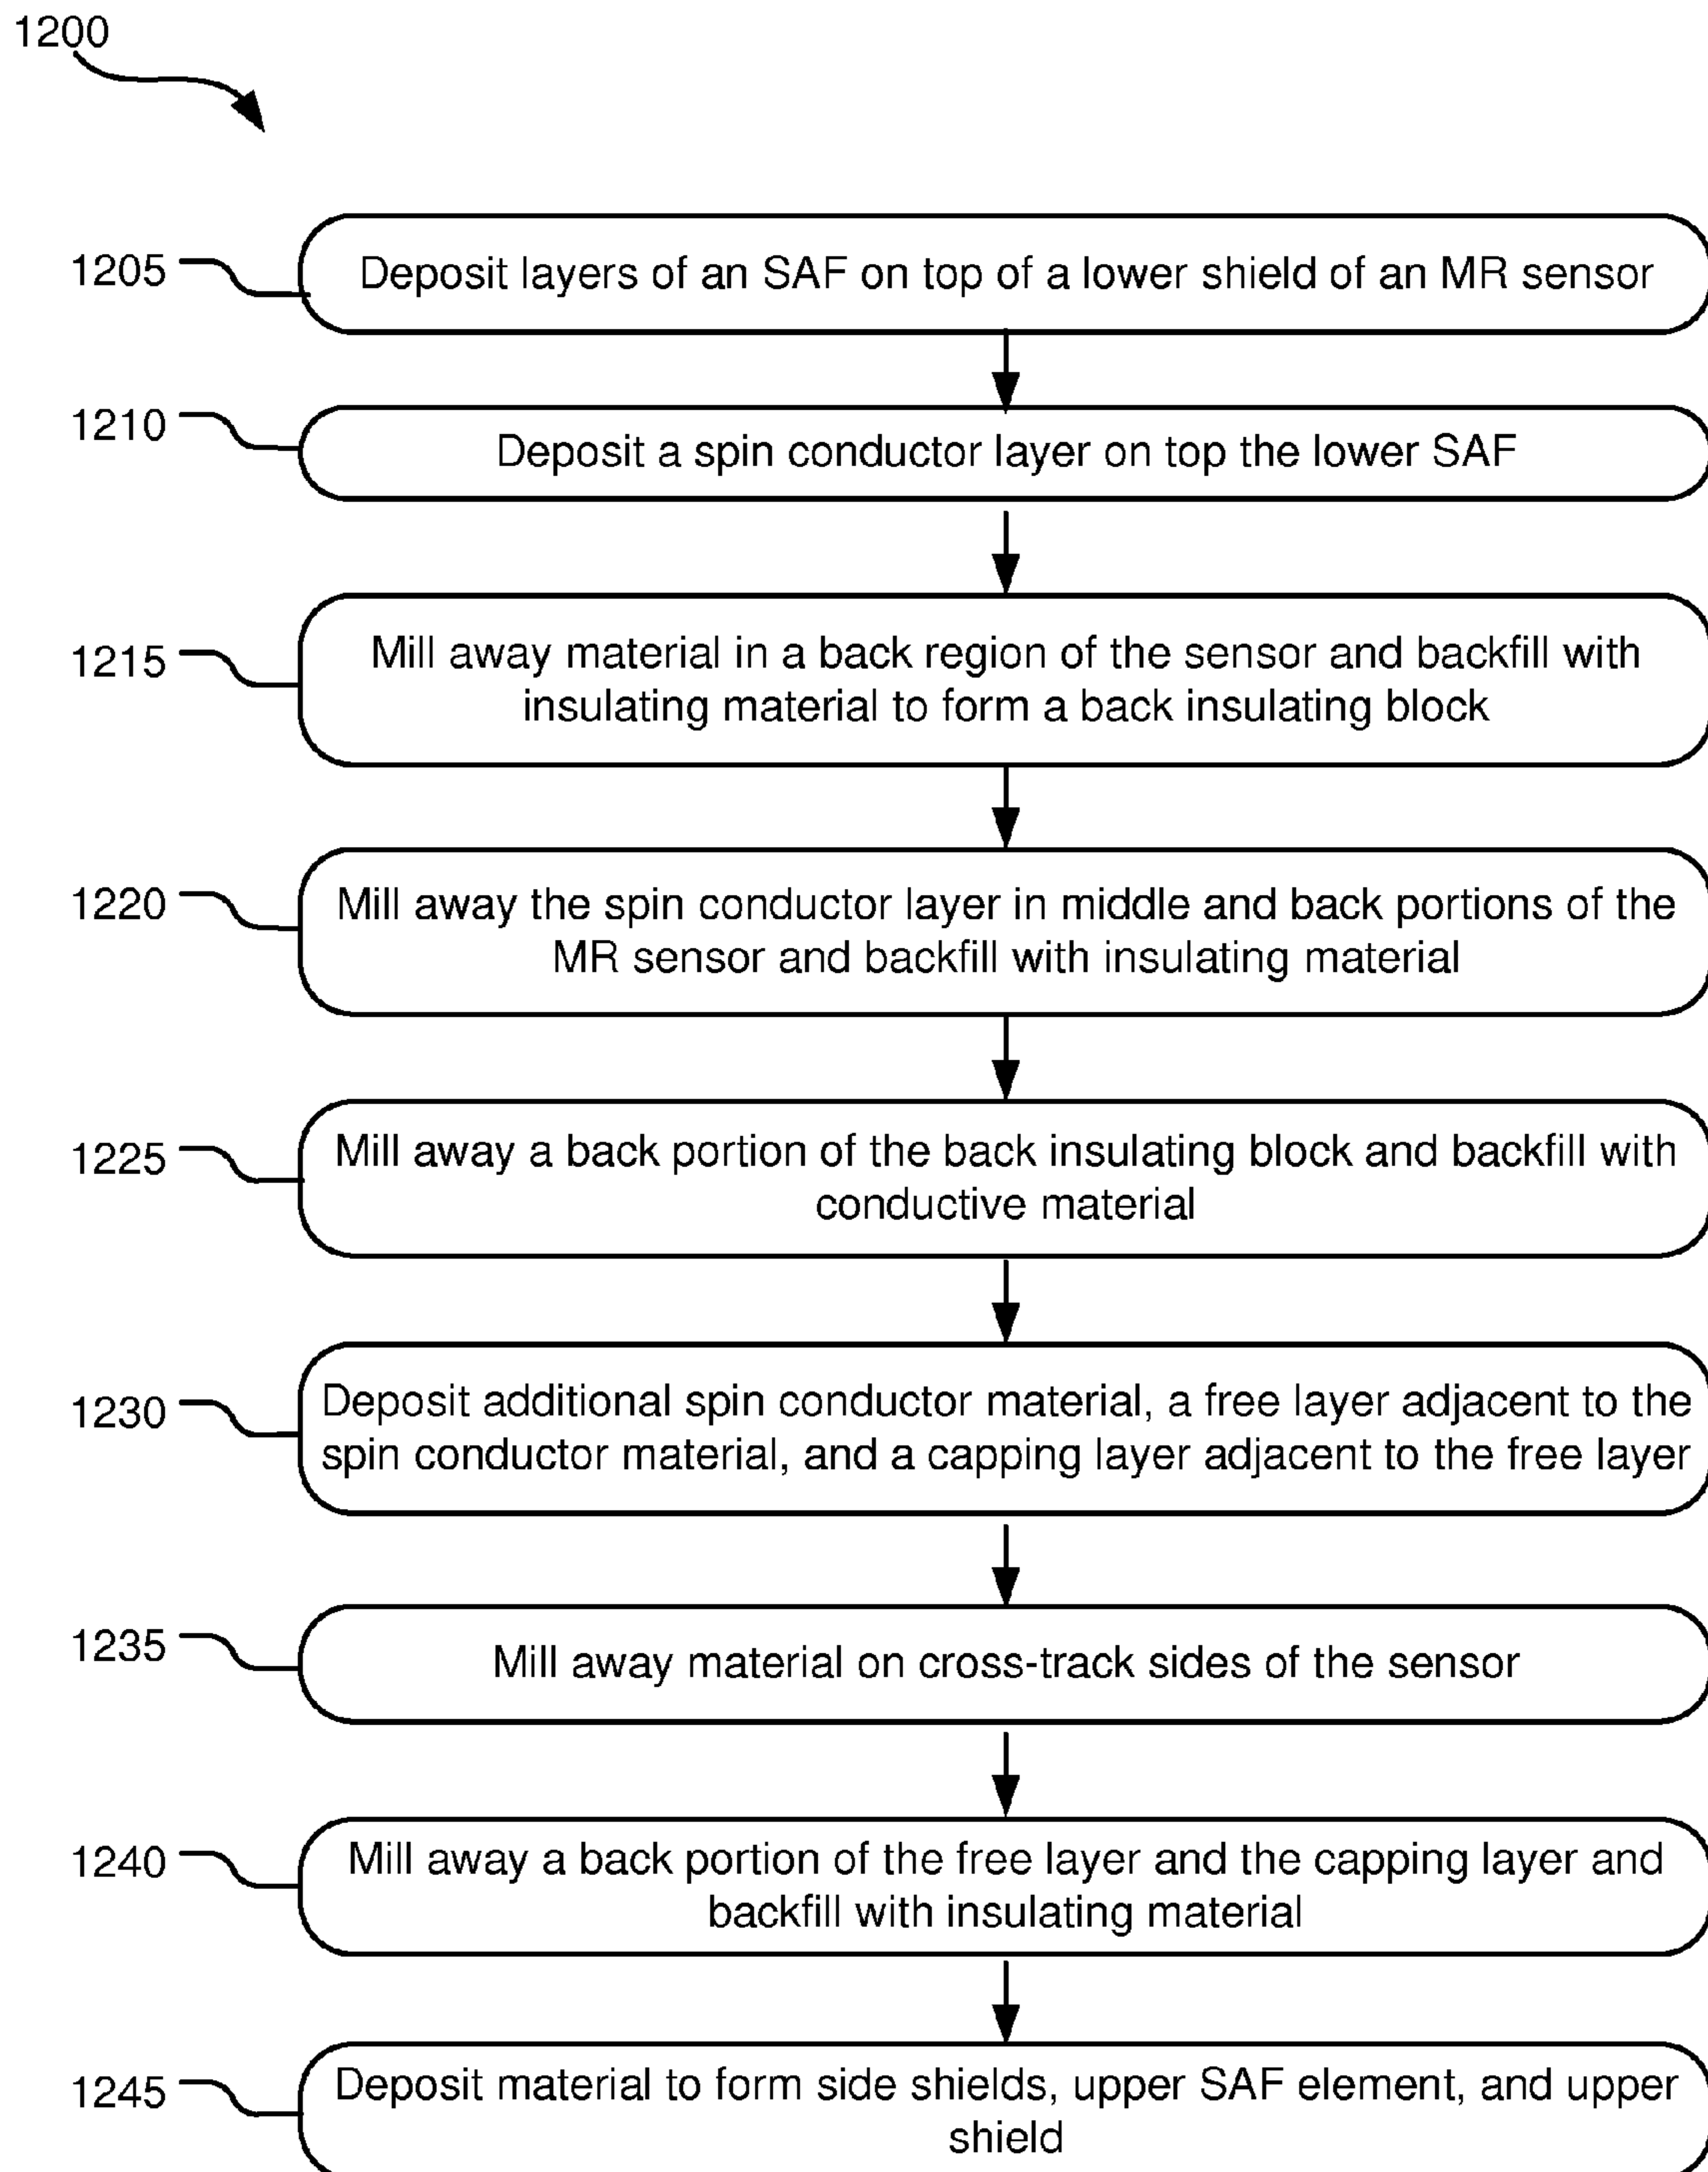 1200
1205
Deposit layers of an SAF on top of a lower shield of an MR sensor
1210
Deposit a spin conductor layer on top the lower SAF
1215
Mill away material in a back region of the sensor and backfill with
insulating material to form a back insulating block
1220
Mill away the spin conductor layer in middle and back portions of the
MR sensor and backfill with insulating material
1225
Mill away a back portion of the back insulating block and backfill with
conductive material
1230
Deposit additional spin conductor material, a free layer adjacent to the
spin conductor material, and a capping layer adjacent to the free layer
1235
Mill away material on cross-track sides of the sensor
1240
Mill away a back portion of the free layer and the capping layer and
backfill with insulating material
1245
Deposit material to form side shields, upper SAF element, and upper
shield